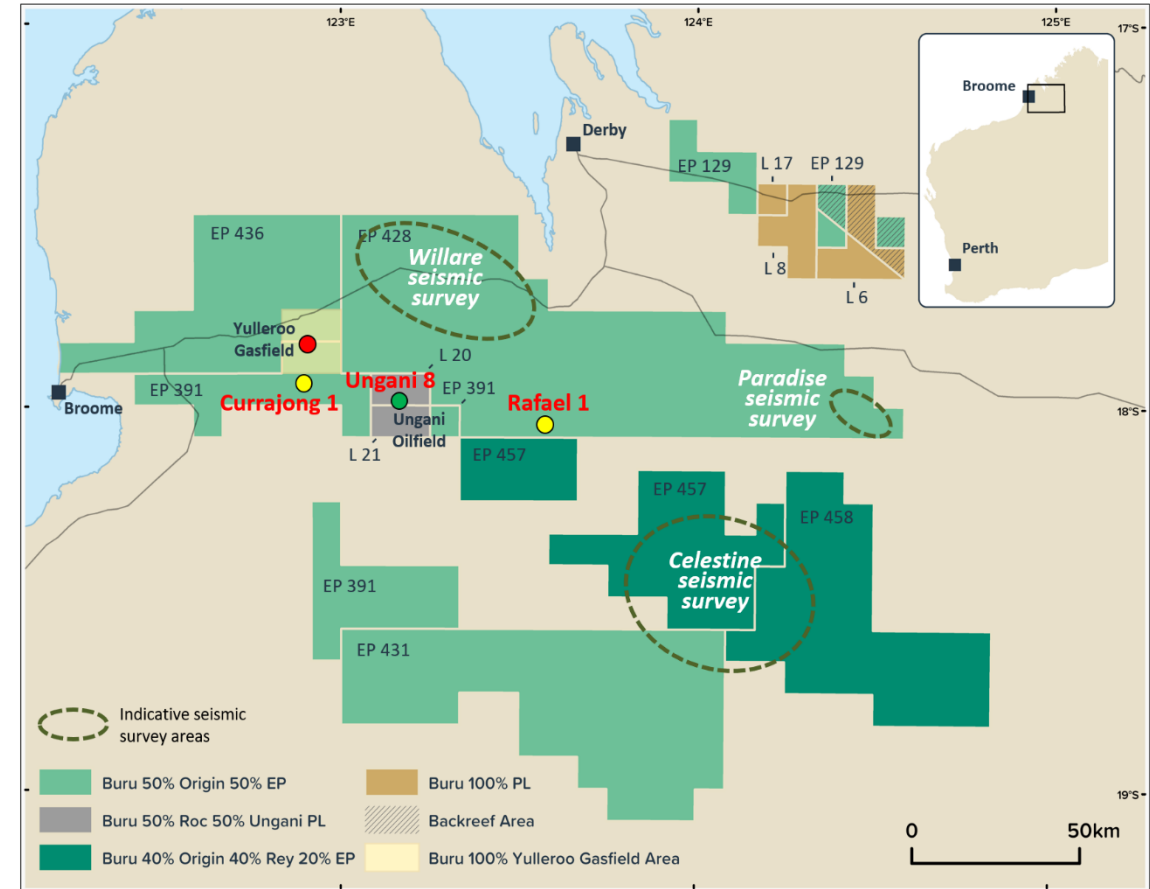 123°E
124°E
125°E
17°S
Broome
Perth
Derby
EP 129
L 17
EP 129
L 8
L 6
EP 436
EP 428
Willare
seismic
survey
Yulleroo
Gasfield
L 20
EP 391
Currajong 1
Ungani 8
EP 391
Rafael 1
Ungani
Oilfield
L 21
Broome
Paradise
seismic
survey
18°S
EP 457
EP 457
EP 458
Celestine
seismic
survey
EP 391
EP 431
Indicative seismic
survey areas
Buru 50% Origin 50% EP
Buru 100% PL
Buru 50% Roc 50% Ungani PL
Backreef Area
Buru 40% Origin 40% Rey 20% EP
Buru 100% Yulleroo Gasfield Area
19°S
0
50km